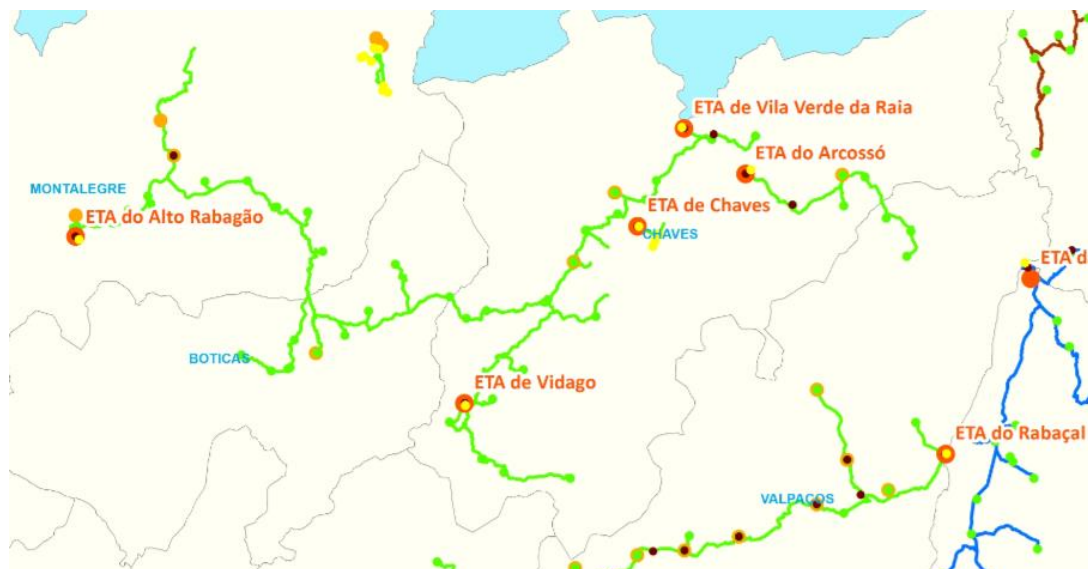 ETA de Vila Verde da Raia
ETA do Arcossó
MONTALEGRE
ETA do Alto Rabagão
ETA de Chaves
CHAVES
ETA d
BOTICAS
ETA de Vidago
ETA do Rabaçal
VALPAÇOS